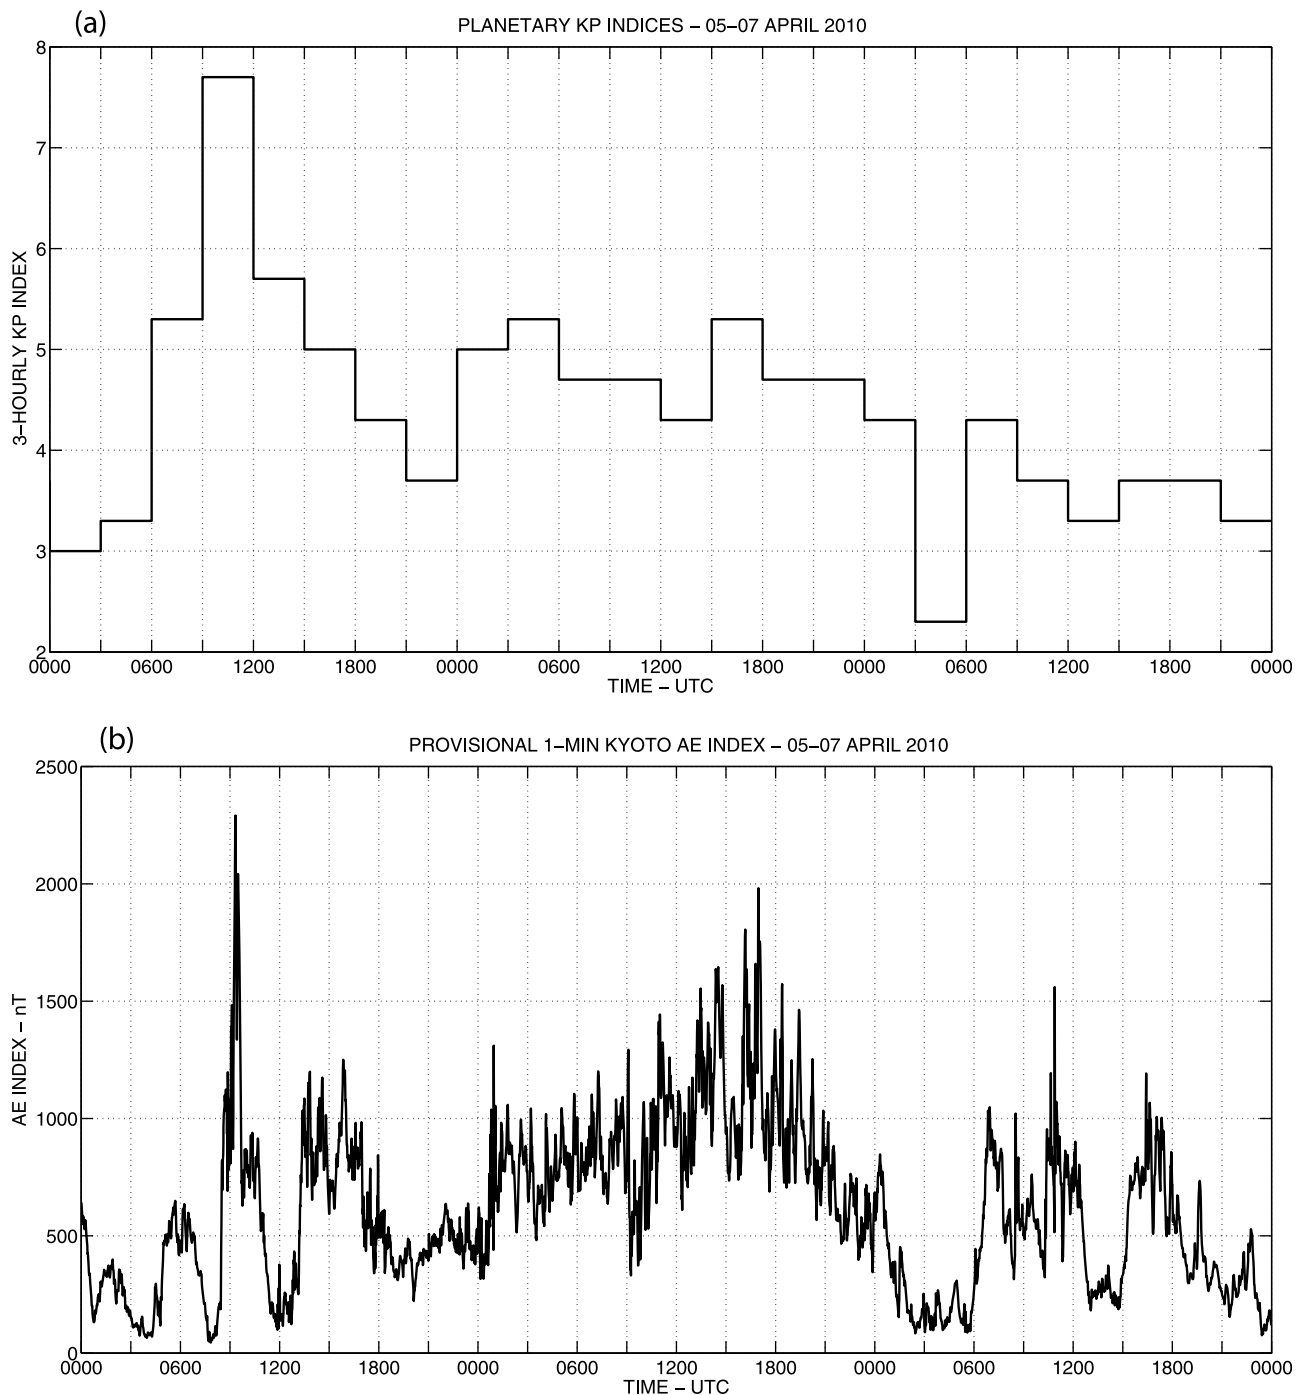 (a)
PLANETARY KP INDICES – 05–07 APRIL 2010
8
7
6
5
4
3
2
3–HOURLY KP INDEX
0000 0600 1200 1800 0000 0600 1200 1800 0000 0600 1200 1800 0000
TIME – UTC
(b)
PROVISIONAL 1–MIN KYOTO AE INDEX – 05–07 APRIL 2010
2500
2000
1500
1000
500
0
AE INDEX – nT
0000 0600 1200 1800 0000 0600 1200 1800 0000 0600 1200 1800 0000
TIME – UTC